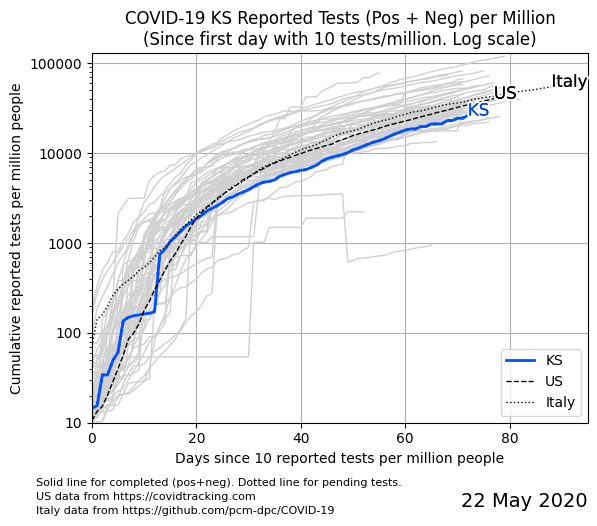 COVID-19 KS Reported Tests (Pos + Neg) per Million
(Since first day with 10 tests/million. Log scale)
Cumulative reported tests per million people
100000
10000
1000
100
10
Italy
US
KS
KS
US
Italy
0 20 40 60 80
Days since 10 reported tests per million people
Solid line for completed (pos+neg). Dotted line for pending tests.
US data from https://covidtracking.com
Italy data from https://github.com/pcm-dpc/COVID-19
22 May 2020